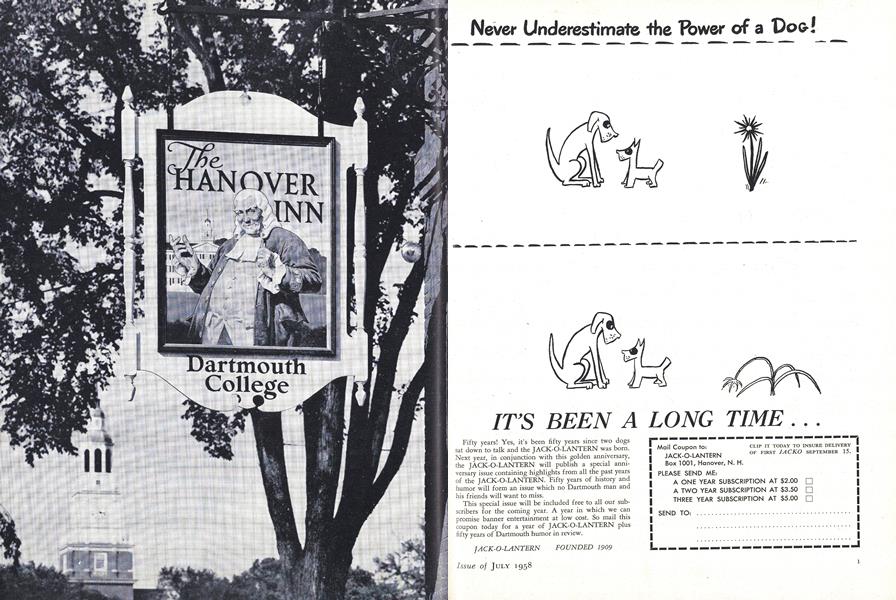 The
HANOVER
INN
Dartmouth
College
Never Underestimate the Power of a DOG!
IT'S BEEN A LONG TIME . . .
Fifty years! Yes, it's been fifty years since two dogs
sat down to talk and the JACK-O-LANTERN was born.
Next year, in conjunction with this golden anniversary,
the JACK-O-LANTERN will publish a special anni-
versary issue containing highlights from all the past years
of the JACK-O-LANTERN. Fifty years of history and
humor will form an issue which no Dartmouth man and
his friends will want to miss.
This special issue will be included free to all our sub-
scribers for the coming year. A year in which we can
promise banner entertainment at low cost. So mail this
coupon today for a year of JACK-O-LANTERN plus
fifty years of Dartmouth humor in review.
JACK-O-LANTERN FOUNDED 1909
Mail Coupon to:
JACK-O-LANTERN
Box 1001, Hanover, N. H.
CLIP IT TODAY TO INSURE DELIVERY
OF FIRST JACKO SEPTEMBER 15.
PLEASE SEND ME:
A ONE YEAR SUBSCRIPTION AT $2.00
A TWO YEAR SUBSCRIPTION AT $3.50
THREE YEAR SUBSCRIPTION AT $5.00
SEND TO:
Issue of JULY 1958
1